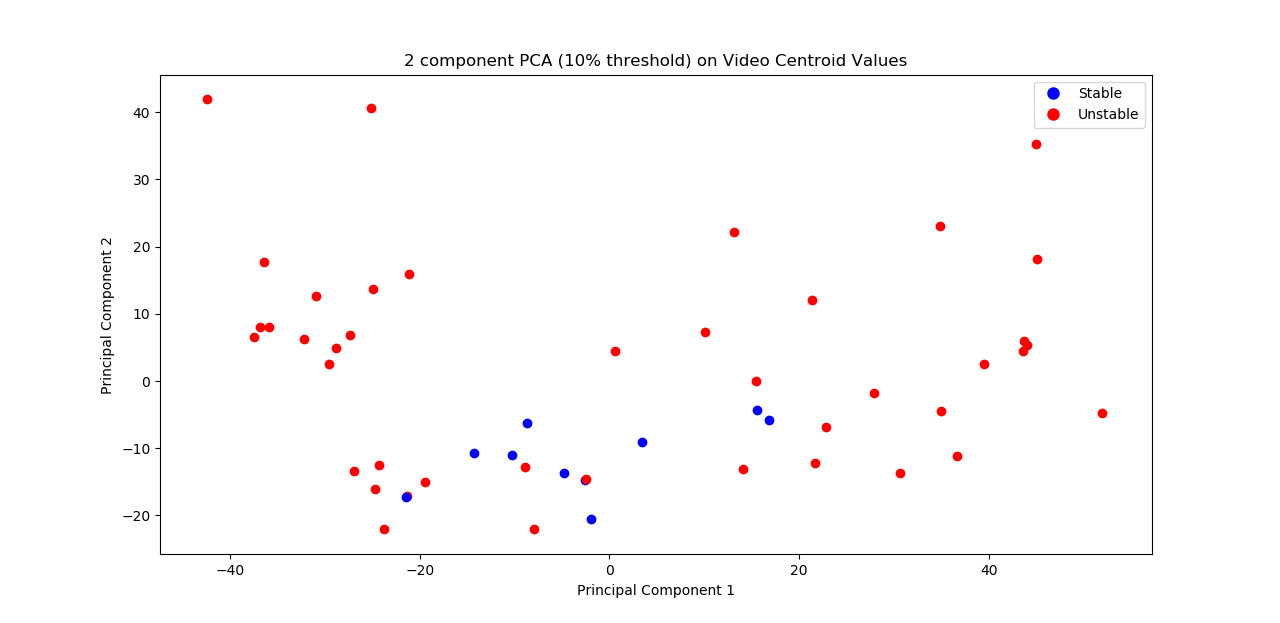 2 component PCA (10% threshold) on Video Centroid Values
Stable
Unstable
Principal Component 2
40
30
20
10
0
−10
−20
−40
−20
0
20
40
Principal Component 1